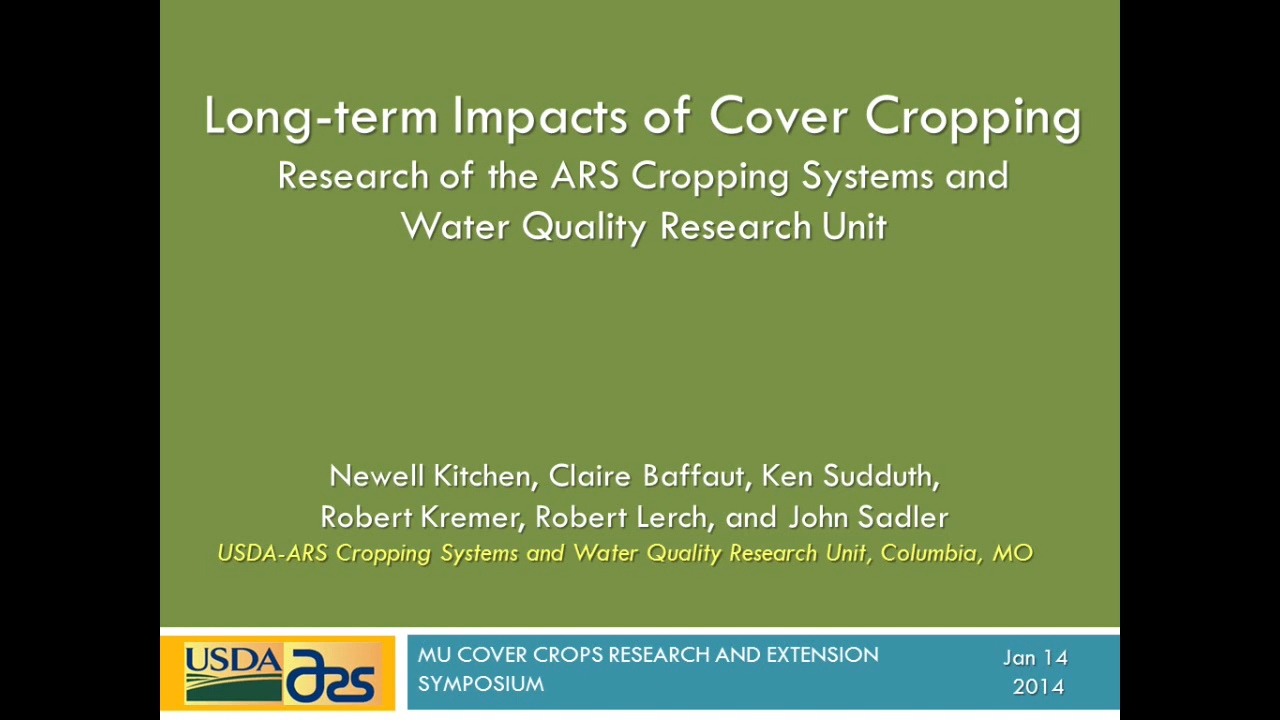 Long-term Impacts of Cover Cropping
Research of the ARS Cropping Systems and
Water Quality Research Unit
Newell Kitchen, Claire Baffaut, Ken Sudduth,
Robert Kremer, Robert Lerch, and John Sadler
USDA-ARS Cropping Systems and Water Quality Research Unit, Columbia, MO
USDA ars
MU COVER CROPS RESEARCH AND EXTENSION
SYMPOSIUM
Jan 14
2014